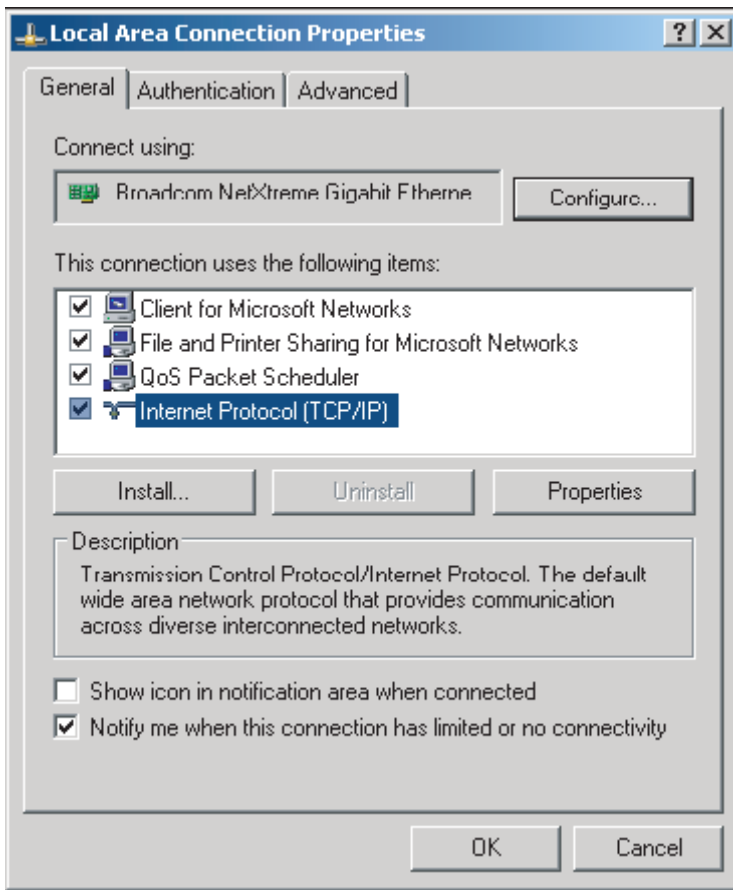 Local Area Connection Properties
General Authentication Advanced
Connect using:
Broadcom NetXtreme Gigabit Etherne
Configure...
This connection uses the following items:
Client for Microsoft Networks
File and Printer Sharing for Microsoft Networks
QoS Packet Scheduler
Internet Protocol (TCP/IP)
Install... Uninstall Properties
Description
Transmission Control Protocol/Internet Protocol. The default
wide area network protocol that provides communication
across diverse interconnected networks.
Show icon in notification area when connected
Notify me when this connection has limited or no connectivity
OK Cancel